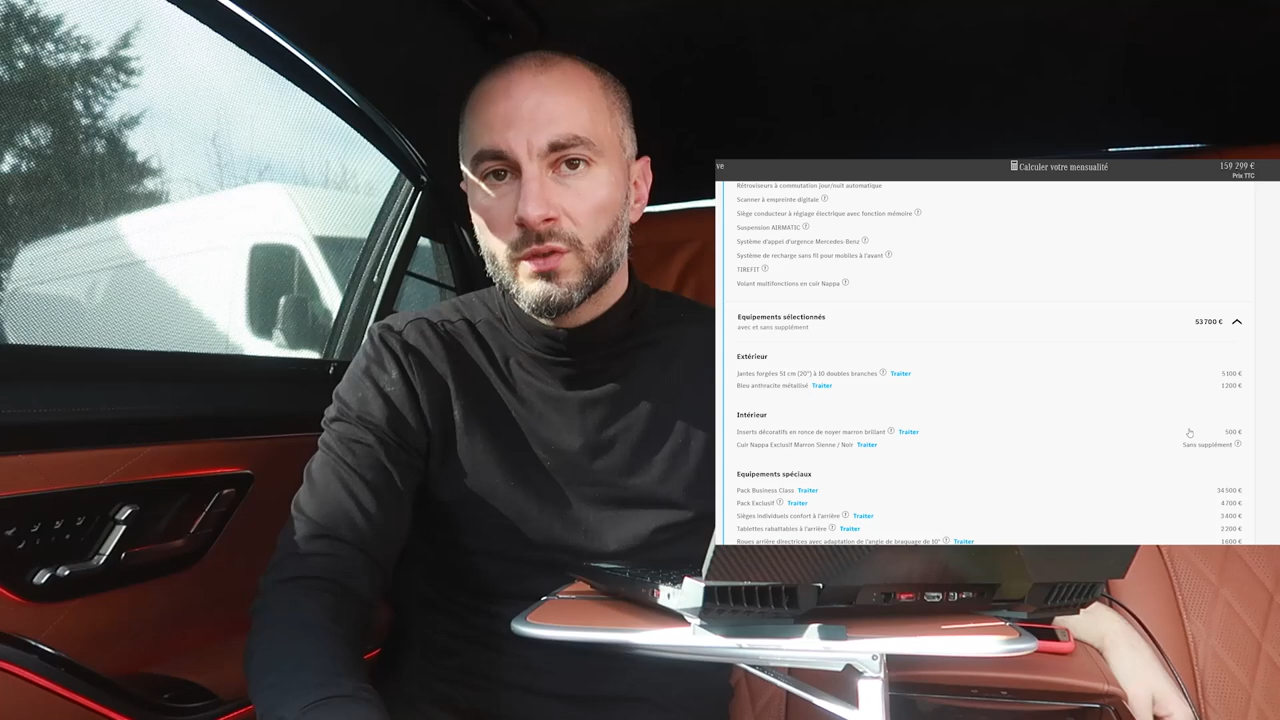 ve Calculer votre mensualité 159 299 €
Prix TTC
Rétroviseurs à commutation jour/nuit automatique
Scanner à empreinte digitale
Siège conducteur à réglage électrique avec fonction mémoire
Suspension AIRMATIC
Système d'appel d'urgence Mercedes-Benz
Système de recharge sans fil pour mobiles à l'avant
TIREFIT
Volant multifonctions en cuir Nappa
Equipements sélectionnés 53 700 €
avec et sans supplément
Extérieur
Jantes forgées 51 cm (20") à 10 doubles branches Traiter 5 100 €
Bleu anthracite métallisé Traiter 1 200 €
Intérieur
Inserts décoratifs en ronce de noyer marron brillant Traiter 500 €
Cuir Nappa Exclusif Marron Sienne / Noir Traiter Sans supplément
Equipements spéciaux
Pack Business Class Traiter 34 500 €
Pack Exclusif Traiter 4 700 €
Sièges individuels confort à l'arrière Traiter 3 400 €
Tablettes rabattables à l'arrière Traiter 2 200 €
Roues arrière directrices avec adaptation de l'angle de braquage de 10° Traiter 1 600 €